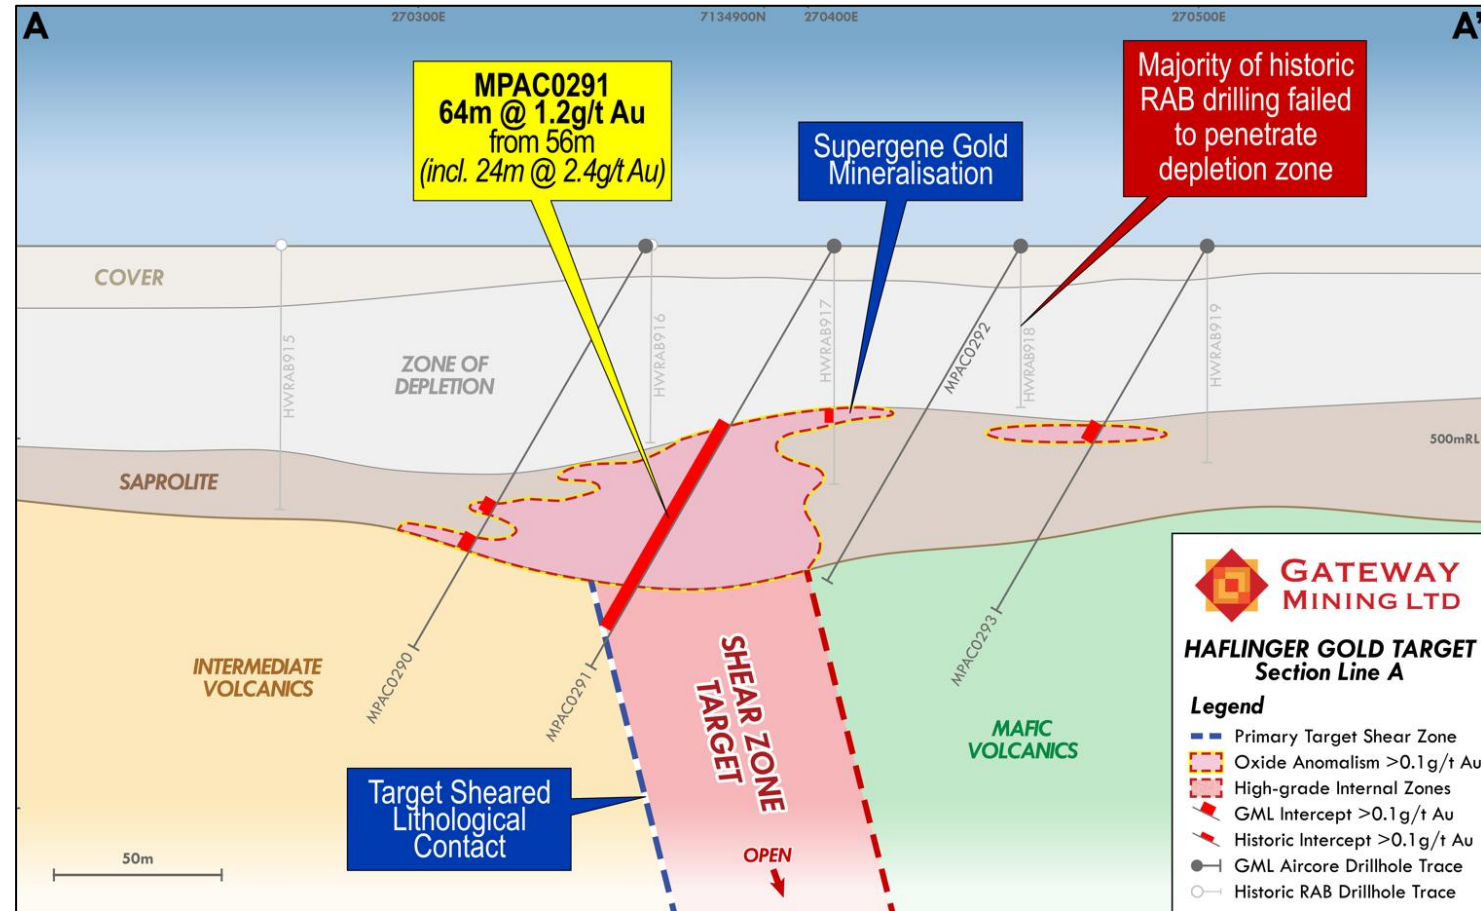 270300E
7134900N
270400E
270500E
A
A'
MPAC0291
64m @ 1.2g/t Au
from 56m
(incl. 24m @ 2.4g/t Au)
Supergene Gold
Mineralisation
Majority of historic
RAB drilling failed
to penetrate
depletion zone
COVER
ZONE OF
DEPLETION
SAPROLITE
INTERMEDIATE
VOLCANICS
MAFIC
VOLCANICS
HWRAB915
HWRAB916
HWRAB917
HWRAB918
HWRAB919
MPAC0290
MPAC0291
MPAC0292
MPAC0293
500mRL
SHEAR ZONE
TARGET
OPEN
Target Sheared
Lithological
Contact
50m
GATEWAY
MINING LTD
HAFLINGER GOLD TARGET
Section Line A
Legend
Primary Target Shear Zone
Oxide Anomalism >0.1g/t Au
High-grade Internal Zones
GML Intercept >0.1g/t Au
Historic Intercept >0.1g/t Au
GML Aircore Drillhole Trace
Historic RAB Drillhole Trace